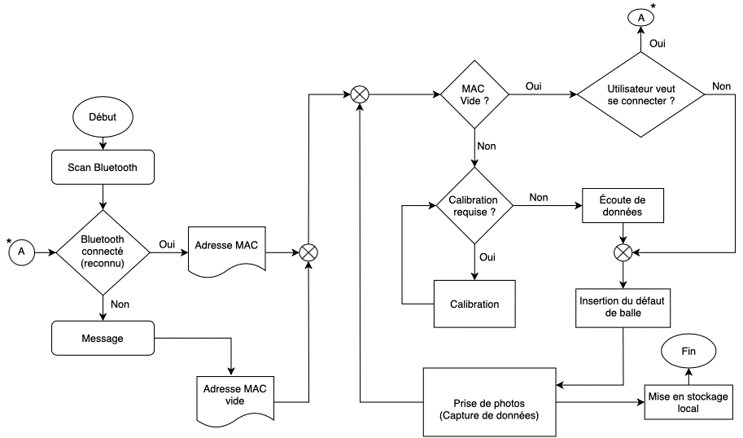 A
*
Oui
MAC
Vide ?
Oui
Utilisateur veut
se connecter ?
Non
Début
Non
Scan Bluetooth
Calibration
requise ?
Non
Écoute de
données
*
A
Bluetooth
connecté
(reconnu)
Oui
Adresse MAC
Oui
Non
Calibration
Insertion du défaut
de balle
Message
Fin
Adresse MAC
vide
Prise de photos
(Capture de données)
Mise en stockage
local